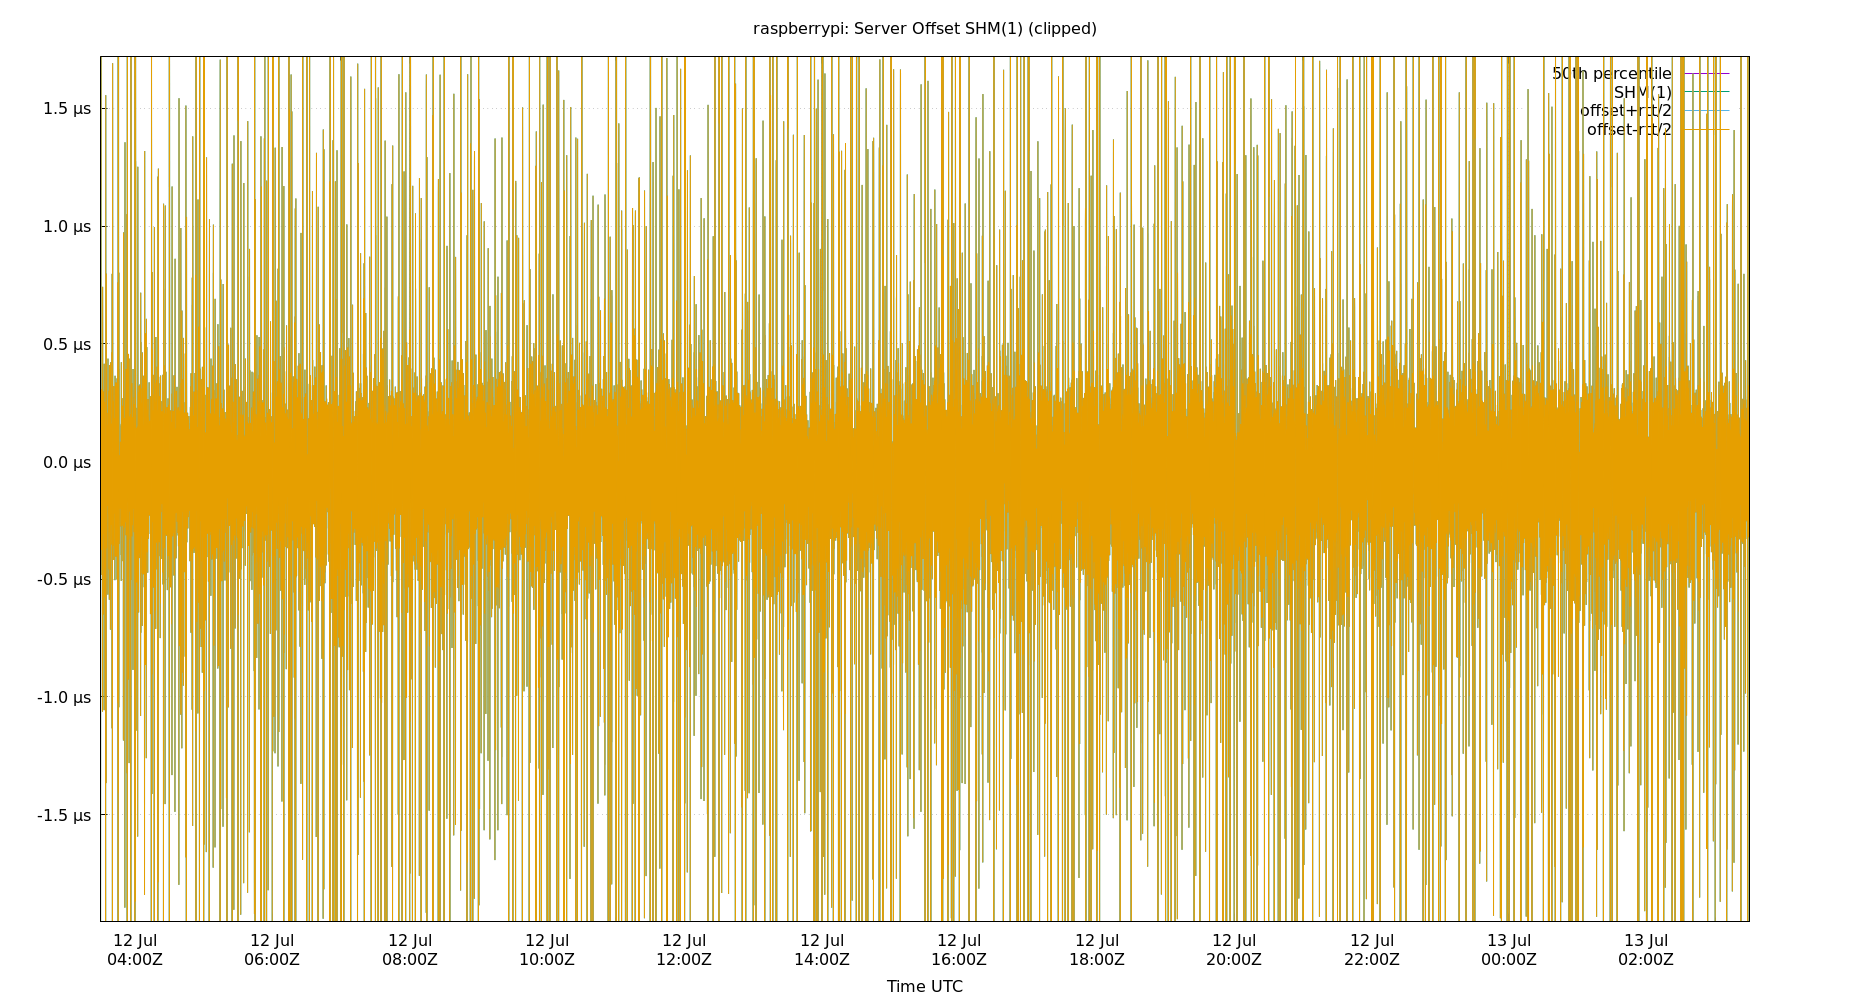 raspberrypi: Server Offset SHM(1) (clipped)
50th percentile
SHM(1)
offset+rtt/2
offset-rtt/2
1.5 µs
1.0 µs
0.5 µs
0.0 µs
-0.5 µs
-1.0 µs
-1.5 µs
12 Jul 12 Jul 12 Jul 12 Jul 12 Jul 12 Jul 12 Jul 12 Jul 12 Jul 12 Jul 13 Jul 13 Jul
04:00Z 06:00Z 08:00Z 10:00Z 12:00Z 14:00Z 16:00Z 18:00Z 20:00Z 22:00Z 00:00Z 02:00Z
Time UTC